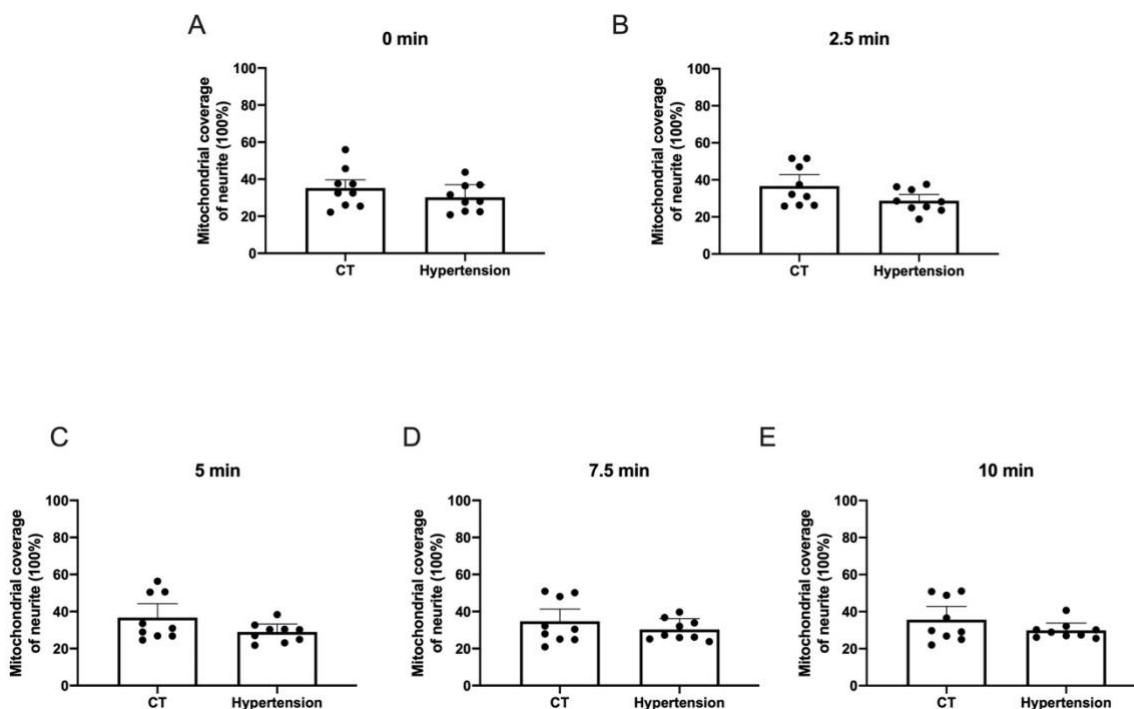 A
0 min
Mitochondrial coverage
of neurite (100%)
100
80
60
40
20
0
CT
Hypertension
B
2.5 min
Mitochondrial coverage
of neurite (100%)
100
80
60
40
20
0
CT
Hypertension
C
5 min
Mitochondrial coverage
of neurite (100%)
100
80
60
40
20
0
CT
Hypertension
D
7.5 min
Mitochondrial coverage
of neurite (100%)
100
80
60
40
20
0
CT
Hypertension
E
10 min
Mitochondrial coverage
of neurite (100%)
100
80
60
40
20
0
CT
Hypertension